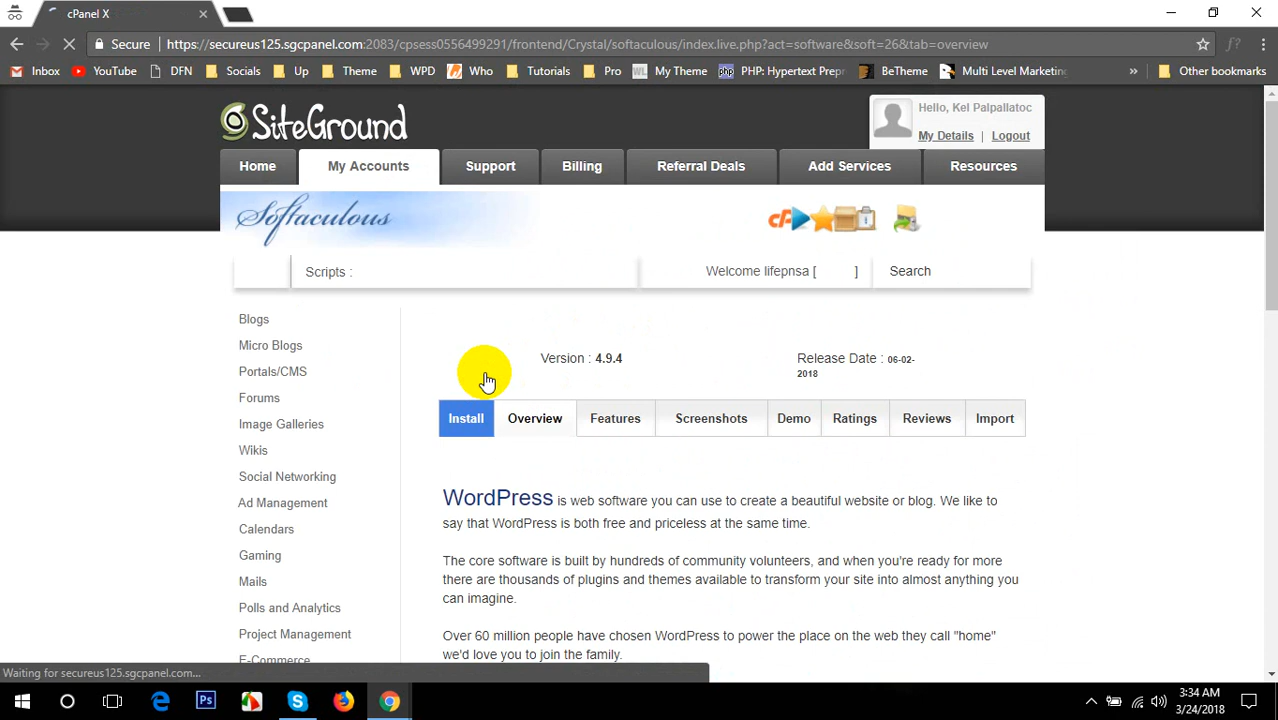 cPanel X
Secure https://secureus125.sgcpanel.com:2083/cpsess0556499291/frontend/Crystal/softaculous/index.live.php?act=software&soft=26&tab=overview
Inbox YouTube DFN Socials Up Theme WPD Who Tutorials Pro My Theme PHP: Hypertext Prepr BeTheme Multi Level Marketing » Other bookmarks
SiteGround
Hello, Kel Palpallatoc
My Details | Logout
Home My Accounts Support Billing Referral Deals Add Services Resources
Softaculous
Scripts : Welcome lifepnsa [ ] Search
Blogs
Micro Blogs
Portals/CMS
Forums
Image Galleries
Wikis
Social Networking
Ad Management
Calendars
Gaming
Mails
Polls and Analytics
Project Management
E-Commerce
Version : 4.9.4
Release Date : 06-02-
2018
Install Overview Features Screenshots Demo Ratings Reviews Import
WordPress is web software you can use to create a beautiful website or blog. We like to
say that WordPress is both free and priceless at the same time.
The core software is built by hundreds of community volunteers, and when you're ready for more
there are thousands of plugins and themes available to transform your site into almost anything you
can imagine.
Over 60 million people have chosen WordPress to power the place on the web they call "home"
we'd love you to join the family.
Waiting for secureus125.sgcpanel.com...
3:34 AM
3/24/2018